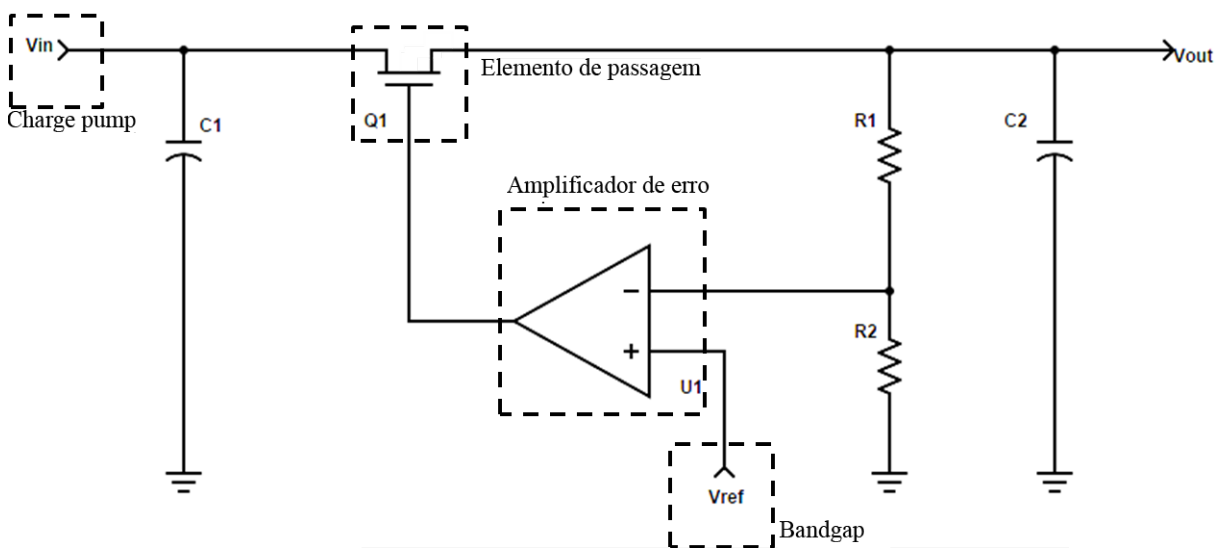 Vin
Vout
Elemento de passagem
Charge pump
C1
Q1
R1
C2
Amplificador de erro
−
R2
+
U1
Vref
Bandgap